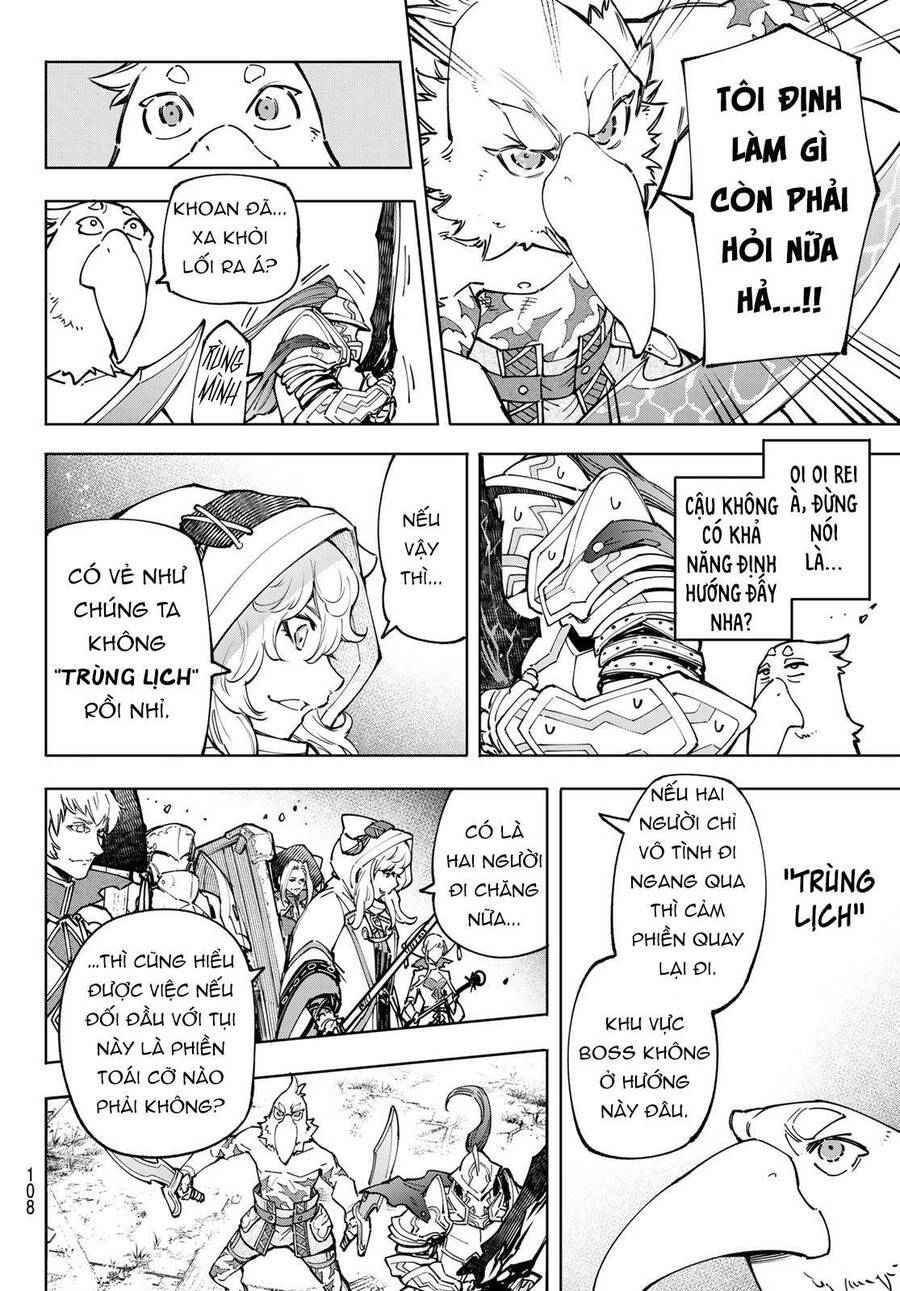 TÔI ĐỊNH
LÀM GÌ
CÒN PHẢI
HỎI NỮA
HẢ...!!
KHOAN ĐÃ...
XA KHỎI
LỐI RA Á?
RÙNG
MÌNH
OI OI REI
À, ĐỪNG
NÓI
LÀ...
CẬU KHÔNG
CÓ KHẢ
NĂNG ĐỊNH
HƯỚNG ĐẤY
NHA?
NẾU
VẬY
THÌ...
CÓ VẺ NHƯ
CHÚNG TA
KHÔNG
"TRÙNG LỊCH"
RỒI NHỈ.
"TRÙNG
LỊCH"
NẾU HAI
NGƯỜI CHỈ
VÔ TÌNH ĐI
NGANG QUA
THÌ CẢM
PHIỀN QUAY
LẠI ĐI.
KHU VỰC
BOSS KHÔNG
Ở HƯỚNG
NÀY ĐÂU.
CÓ LÀ
HAI NGƯỜI
ĐI CHĂNG
NỮA...
...THÌ CŨNG HIỂU
ĐƯỢC VIỆC NẾU
ĐỐI ĐẦU VỚI TỤI
NÀY LÀ PHIỀN
TOÁI CỠ NÀO
PHẢI KHÔNG?
108